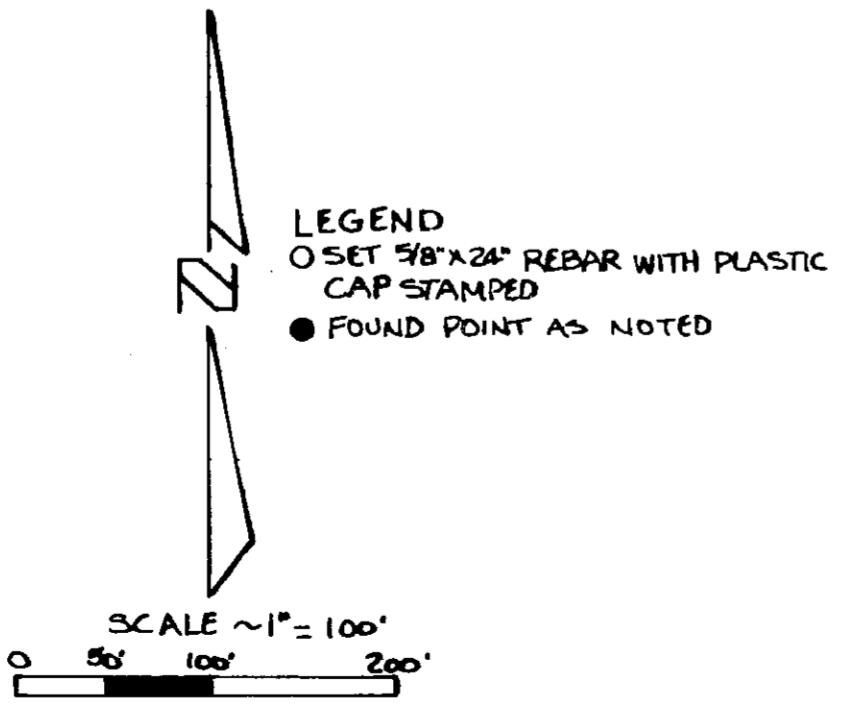 N
LEGEND
O SET 5/8" X 24" REBAR WITH PLASTIC
CAP STAMPED
● FOUND POINT AS NOTED
SCALE ~ 1" = 100'
0 50' 100' 200'